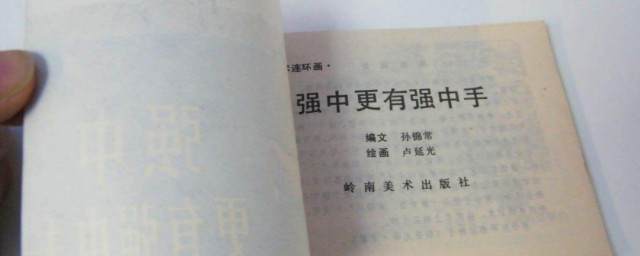 连环画·
强中更有强中手
编文 孙锦常
绘画 卢延光
岭南美术出版社